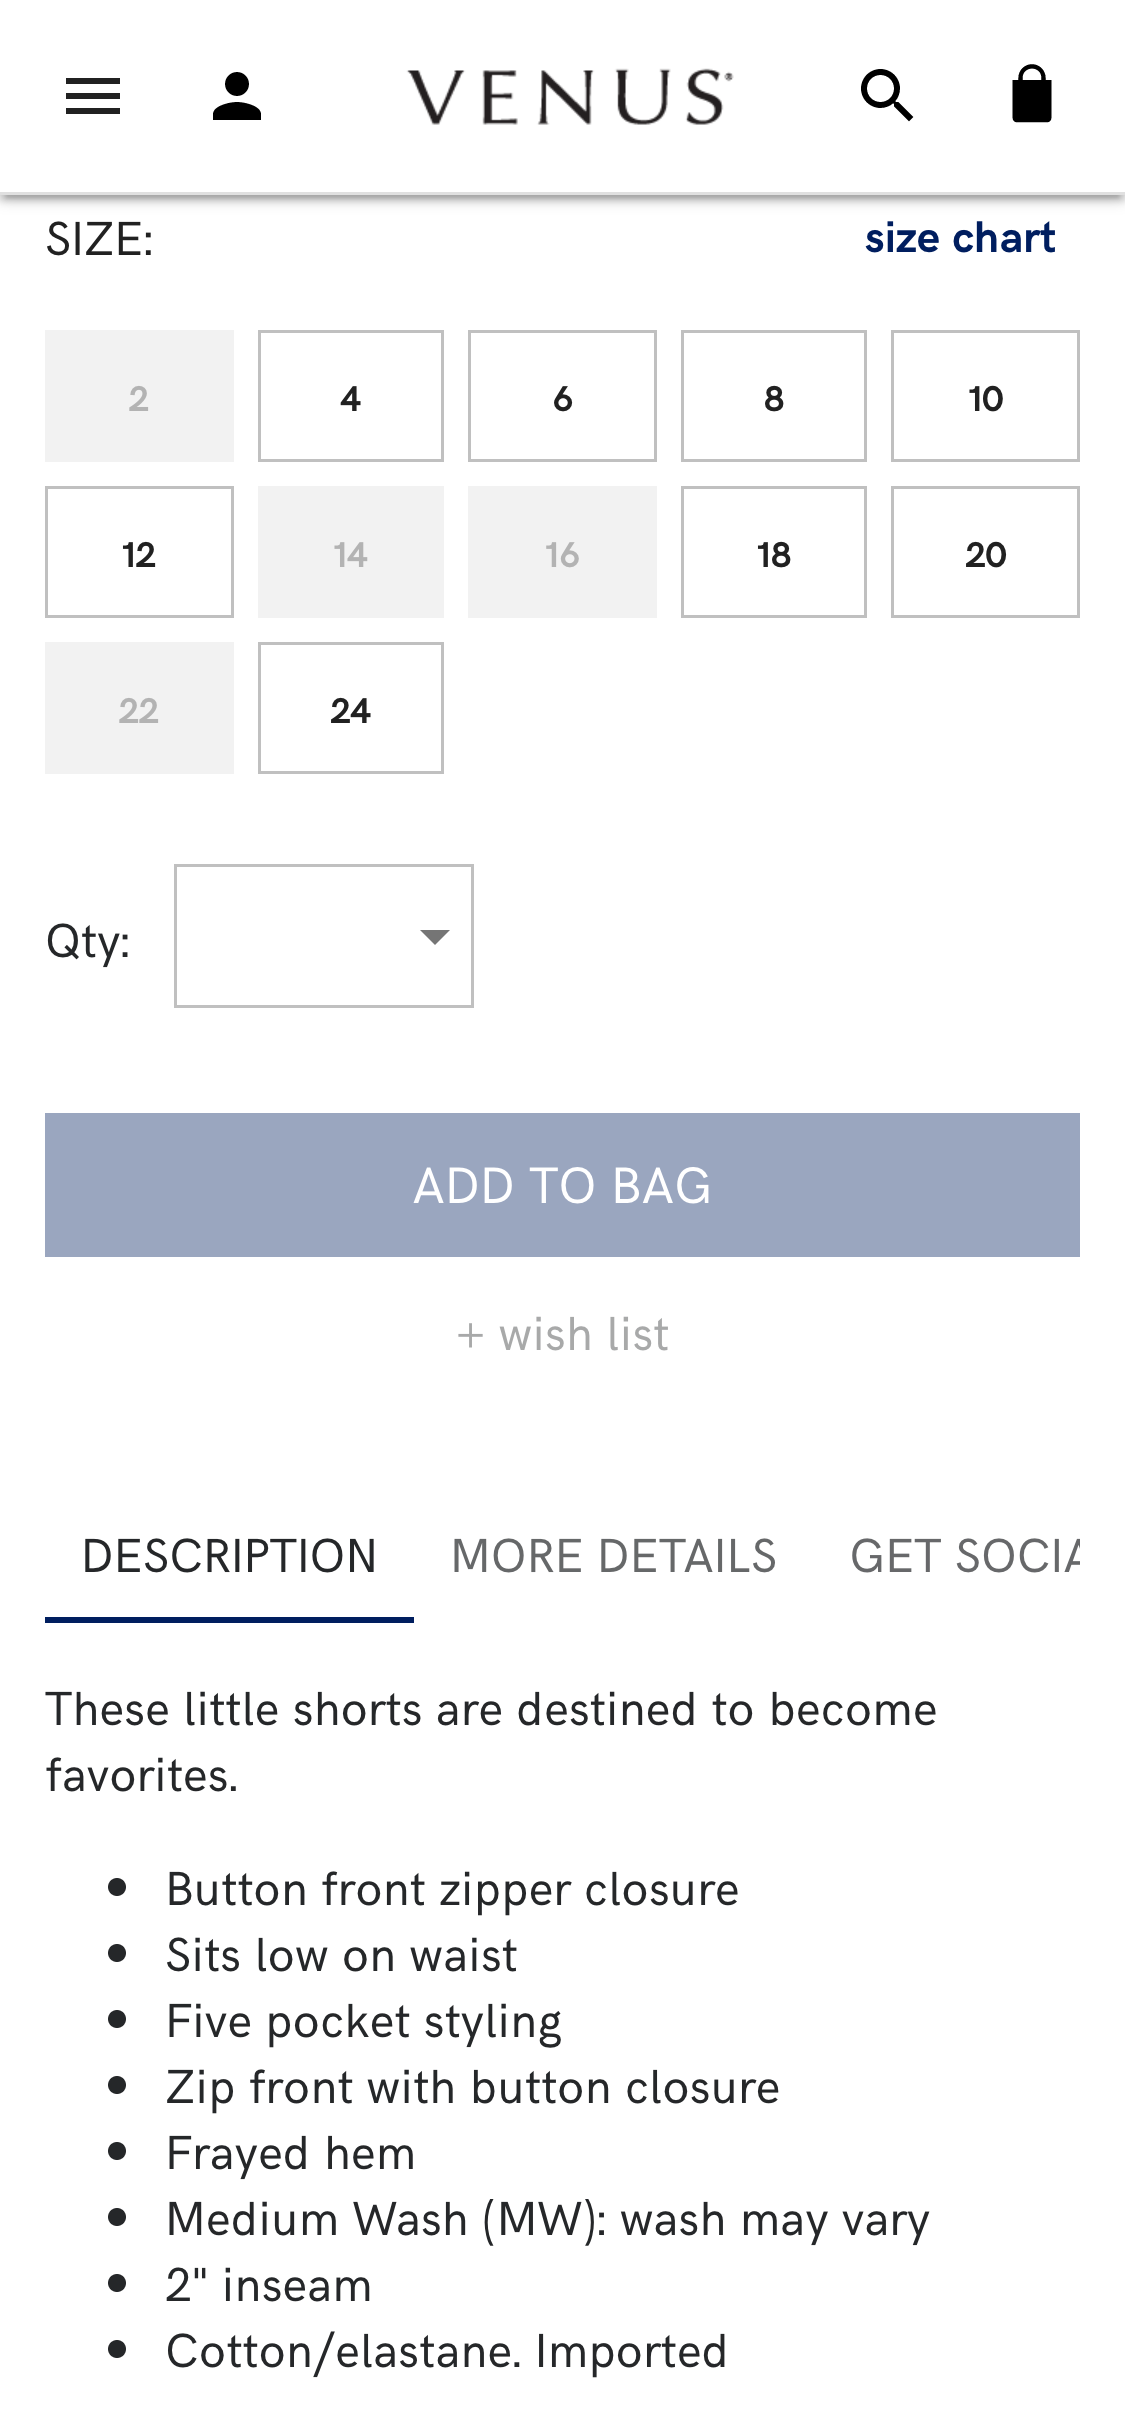 VENUS®
SIZE: size chart
2 4 6 8 10
12 14 16 18 20
22 24
Qty:
ADD TO BAG
+ wish list
DESCRIPTION MORE DETAILS GET SOCIA
These little shorts are destined to become
favorites.
• Button front zipper closure
• Sits low on waist
• Five pocket styling
• Zip front with button closure
• Frayed hem
• Medium Wash (MW): wash may vary
• 2" inseam
• Cotton/elastane. Imported